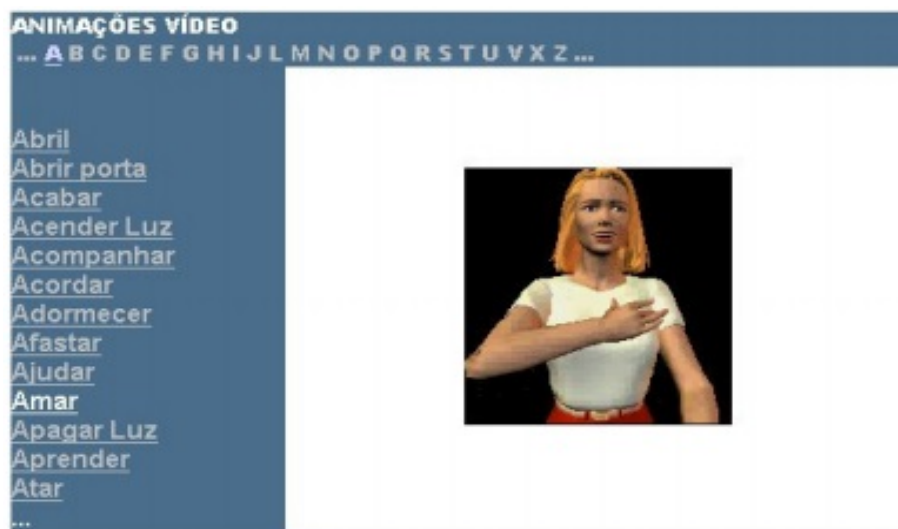 ANIMAÇÕES VÍDEO
... A B C D E F G H I J L M N O P Q R S T U V X Z ...
Abril
Abrir porta
Acabar
Acender Luz
Acompanhar
Acordar
Adormecer
Afastar
Ajudar
Amar
Apagar Luz
Aprender
Atar
...